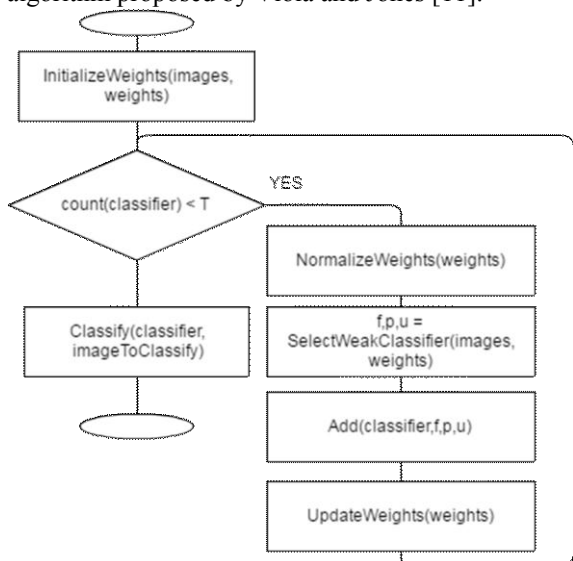 algorithm proposed by Viola and Jones [11].
InitializeWeights(images,
weights)
count(classifier) < T
YES
NormalizeWeights(weights)
Classify(classifier,
imageToClassify)
f,p,u =
SelectWeakClassifier(images,
weights)
Add(classifier,f,p,u)
UpdateWeights(weights)